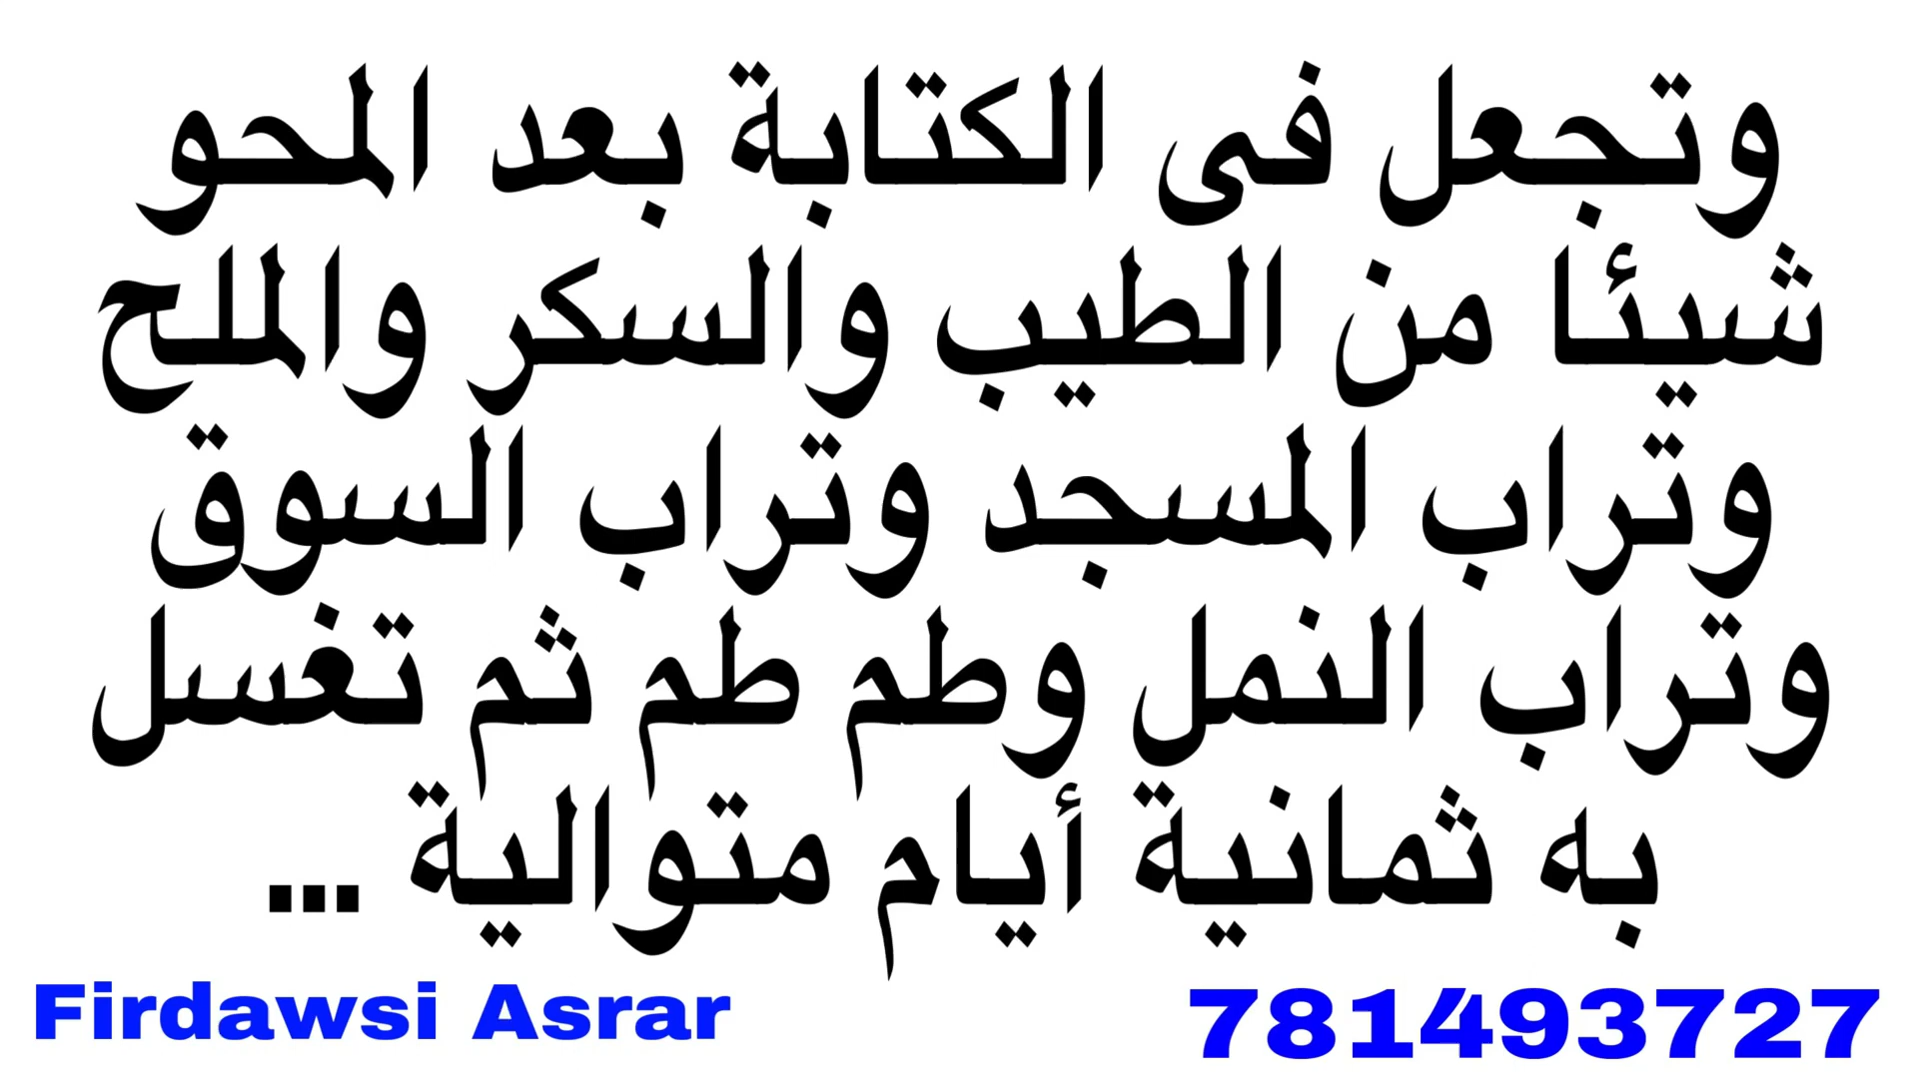 وتجعل فى الكتابة بعد المحو
شيئا من الطيب والسكر والملح
وتراب المسجد وتراب السوق
وتراب النمل وطم طم ثم تغسل
به ثمانية أيام متوالية ...
Firdawsi Asrar
781493727